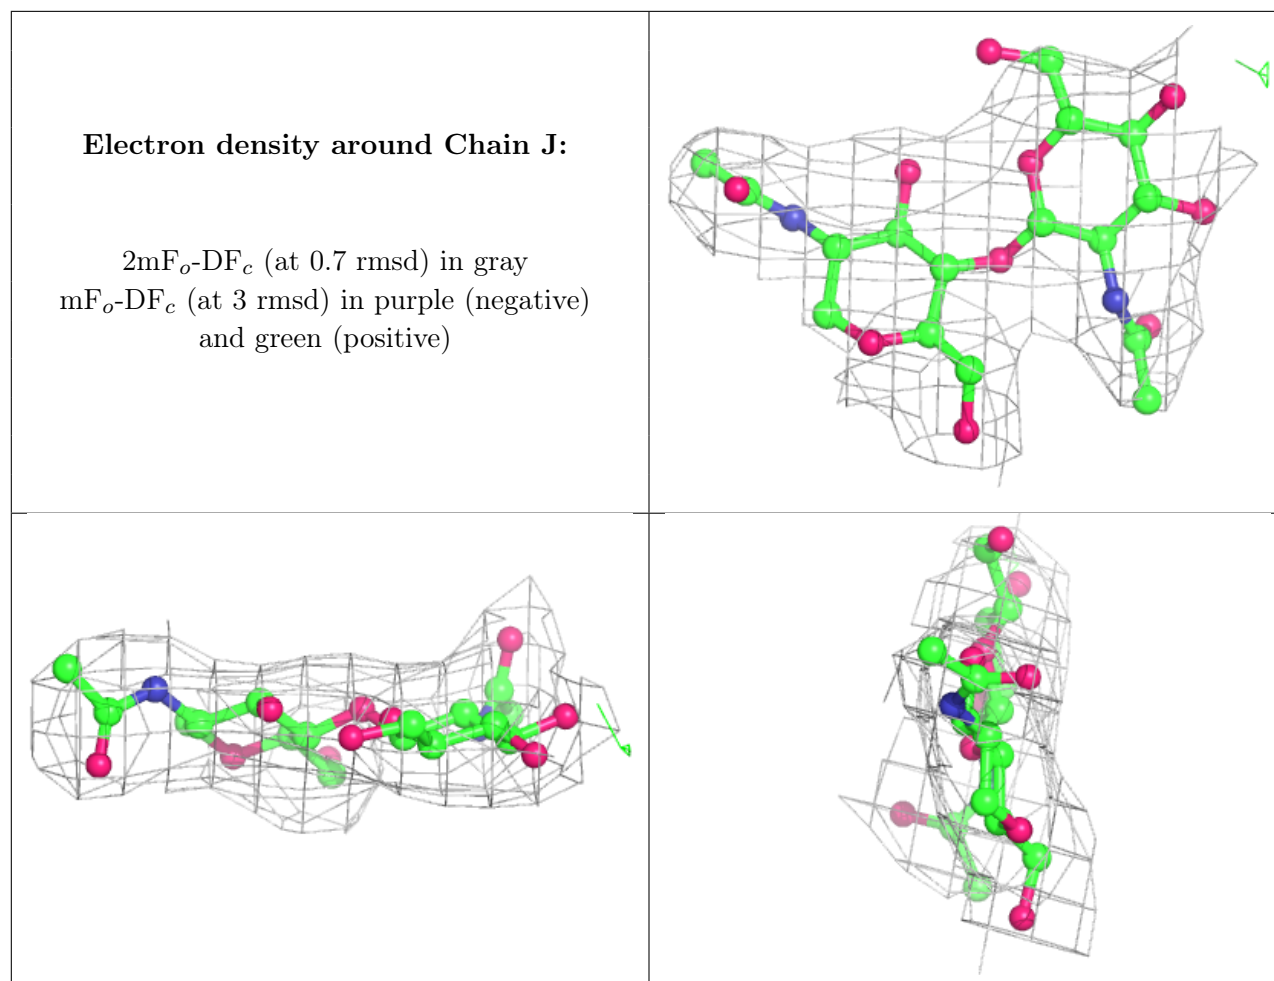 Electron density around Chain J:
2mFₒ-DF𝒸 (at 0.7 rmsd) in gray
mFₒ-DF𝒸 (at 3 rmsd) in purple (negative)
and green (positive)